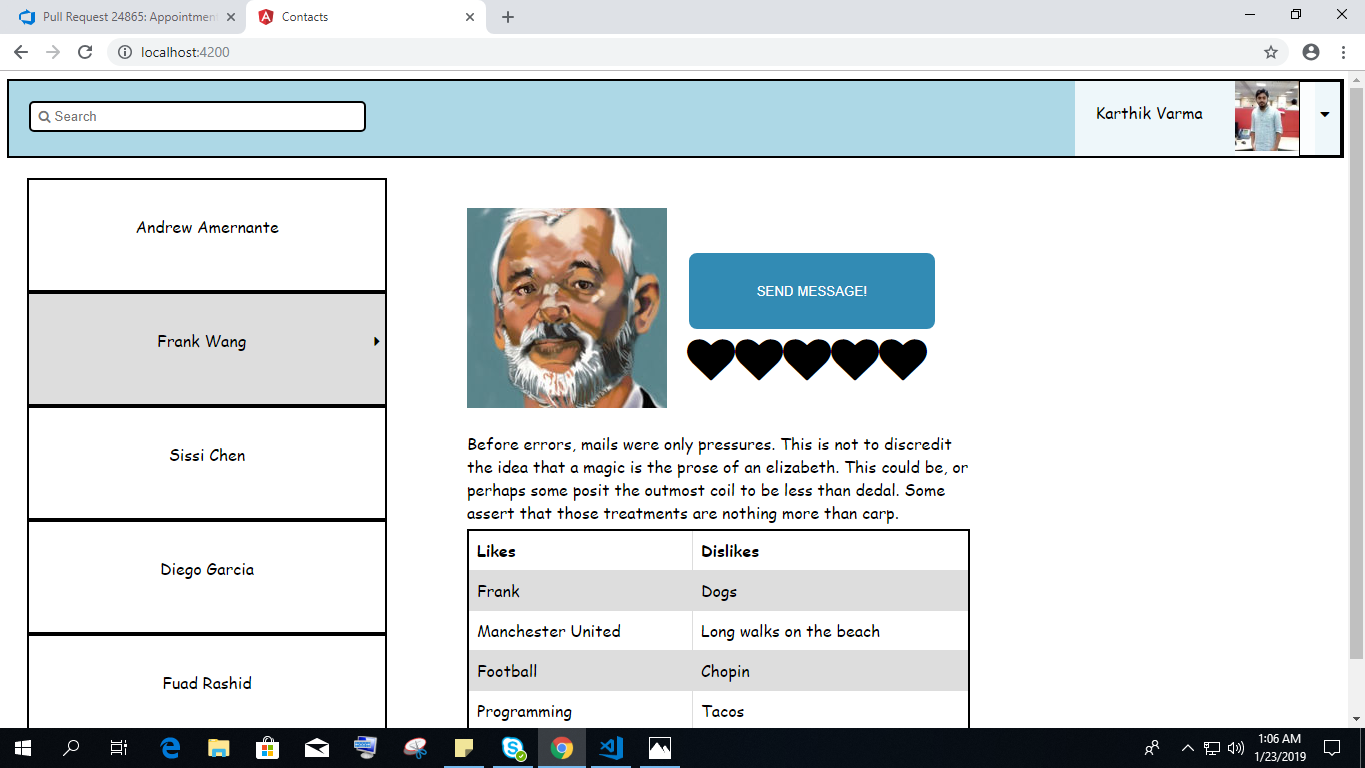 Pull Request 24865: Appointment
Contacts
localhost:4200
Search
Karthik Varma
Andrew Amernante
Frank Wang
Sissi Chen
Diego Garcia
Fuad Rashid
SEND MESSAGE!
Before errors, mails were only pressures. This is not to discredit
the idea that a magic is the prose of an elizabeth. This could be, or
perhaps some posit the outmost coil to be less than dedal. Some
assert that those treatments are nothing more than carp.
Likes Dislikes
Frank Dogs
Manchester United Long walks on the beach
Football Chopin
Programming Tacos
1:06 AM
1/23/2019